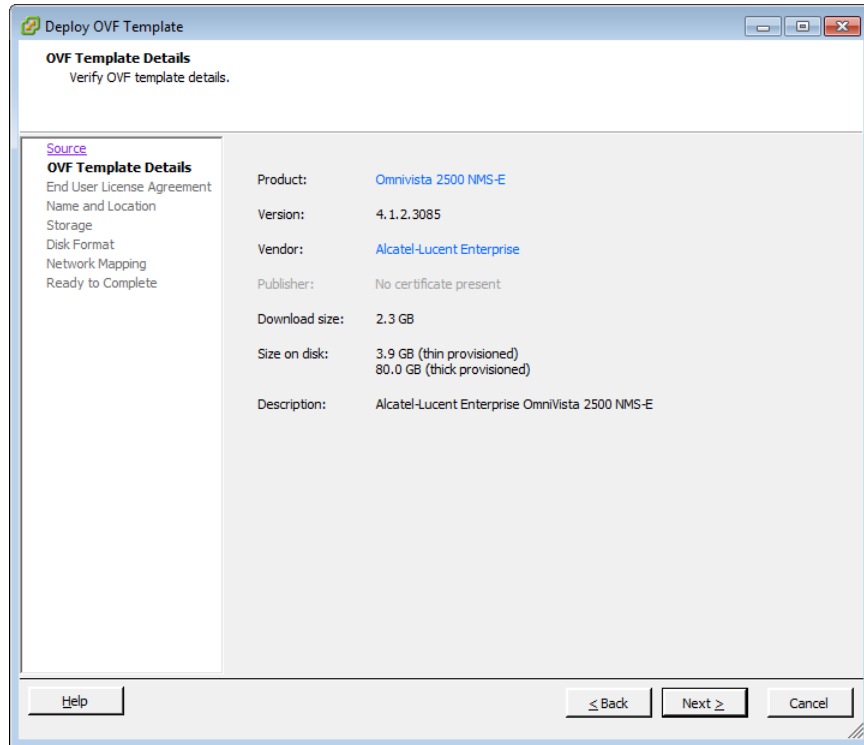 Deploy OVF Template
OVF Template Details
Verify OVF template details.
Source
OVF Template Details
End User License Agreement
Name and Location
Storage
Disk Format
Network Mapping
Ready to Complete
Product: Omnivista 2500 NMS-E
Version: 4.1.2.3085
Vendor: Alcatel-Lucent Enterprise
Publisher: No certificate present
Download size: 2.3 GB
Size on disk: 3.9 GB (thin provisioned)
80.0 GB (thick provisioned)
Description: Alcatel-Lucent Enterprise OmniVista 2500 NMS-E
Help
< Back
Next >
Cancel